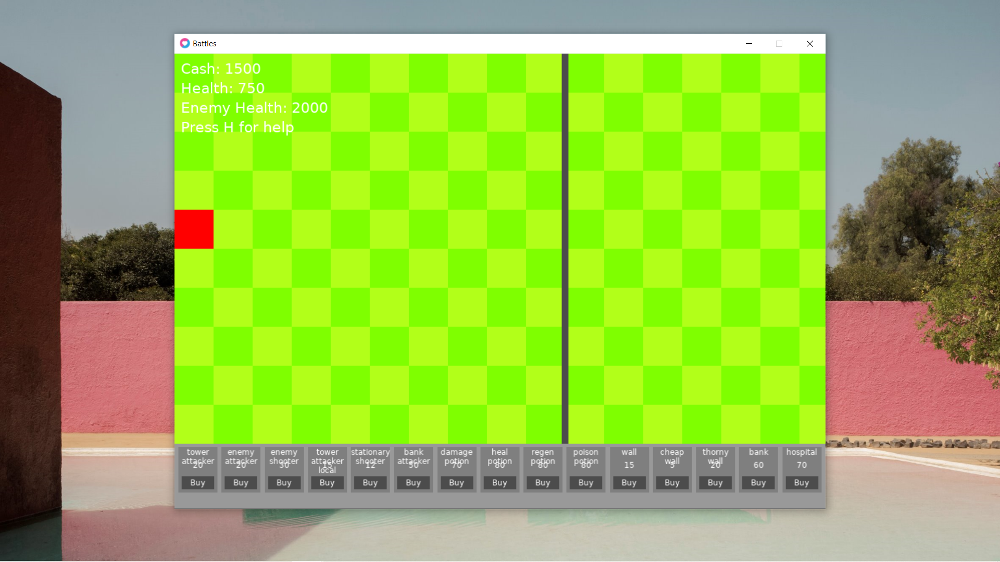 Battles
Cash: 1500
Health: 750
Enemy Health: 2000
Press H for help
tower attacker
20
Buy
enemy attacker
20
Buy
enemy shooter
30
Buy
tower attacker local
15
Buy
stationary shooter
12
Buy
bank attacker
50
Buy
damage potion
70
Buy
heal potion
80
Buy
regen potion
80
Buy
poison potion
80
Buy
wall
15
Buy
cheap wall
5
Buy
thorny wall
20
Buy
bank
60
Buy
hospital
70
Buy